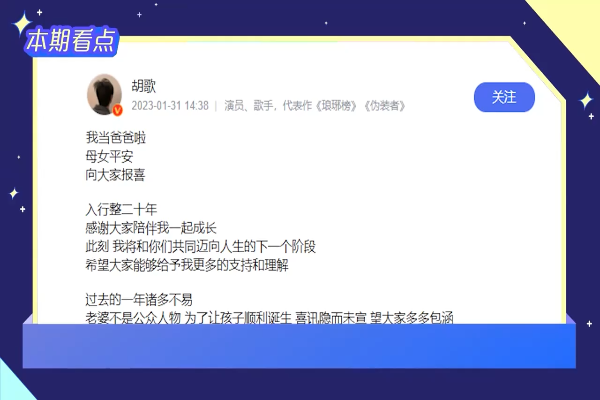 本期看点
胡歌
2023-01-31 14:38 | 演员、歌手，代表作《琅琊榜》《伪装者》
关注
我当爸爸啦
母女平安
向大家报喜
入行整二十年
感谢大家陪伴我一起成长
此刻 我将和你们共同迈向人生的下一个阶段
希望大家能够给予我更多的支持和理解
过去的一年诸多不易
老婆不是公众人物 为了让孩子顺利诞生 喜讯隐而未宣 望大家多多包涵